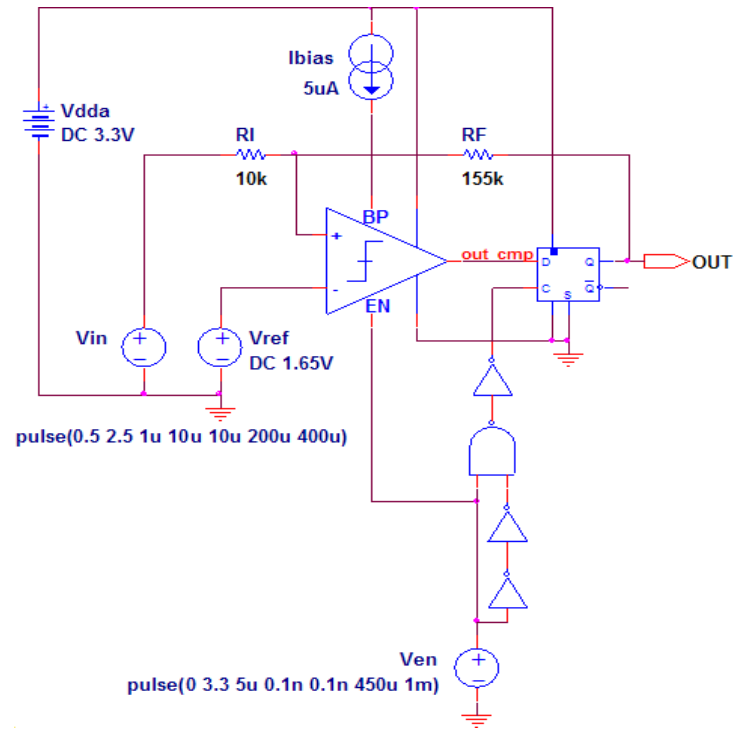 Ibias
5uA
Vdda
DC 3.3V
RI
10k
RF
155k
BP
+
-
EN
out_cmp
D
Q
C
Q
S
OUT
Vin
Vref
DC 1.65V
pulse(0.5 2.5 1u 10u 10u 200u 400u)
Ven
pulse(0 3.3 5u 0.1n 0.1n 450u 1m)